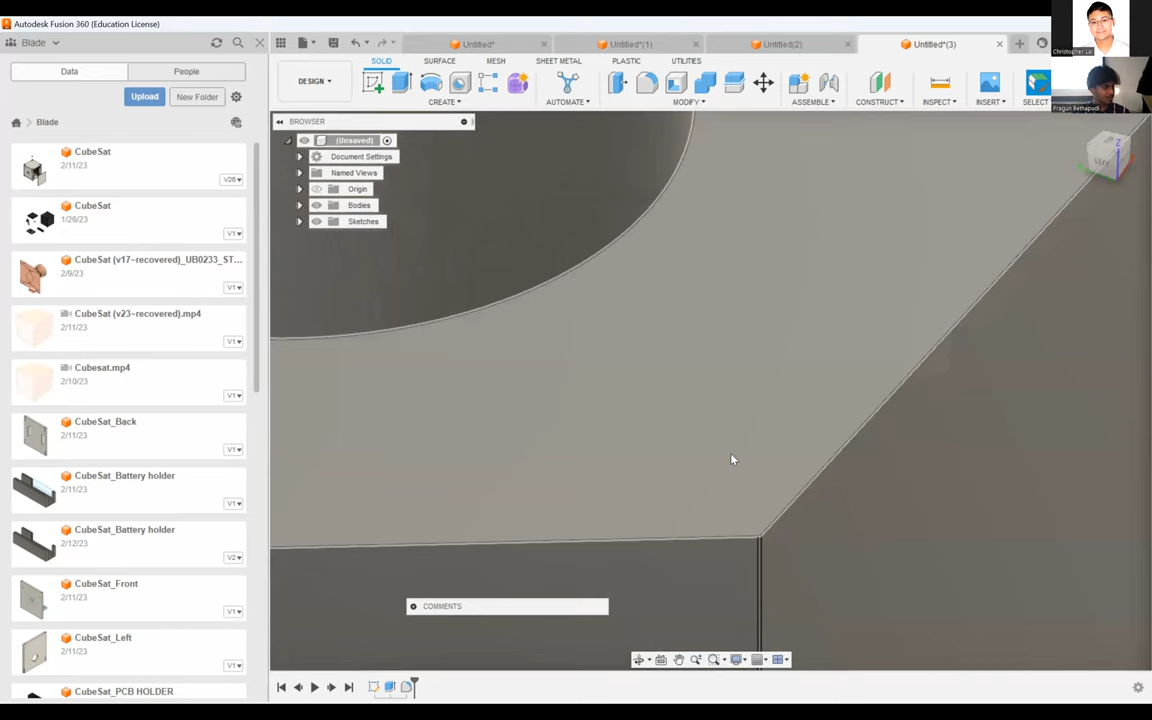 Autodesk Fusion 360 (Education License)
Christopher Lai
Pragun Bethapudi
Blade
Untitled*
Untitled*(1)
Untitled(2)
Untitled*(3)
Data
People
Upload
New Folder
Blade
DESIGN
SOLID
SURFACE
MESH
SHEET METAL
PLASTIC
UTILITIES
CREATE
AUTOMATE
MODIFY
ASSEMBLE
CONSTRUCT
INSPECT
INSERT
SELECT
BROWSER
(Unsaved)
Document Settings
Named Views
Origin
Bodies
Sketches
LEFT
Z
CubeSat
2/11/23
V26
CubeSat
1/26/23
V1
CubeSat (v17~recovered)_UB0233_ST...
2/9/23
V1
CubeSat (v23~recovered).mp4
2/11/23
V1
Cubesat.mp4
2/10/23
V1
CubeSat_Back
2/11/23
V1
CubeSat_Battery holder
2/11/23
V1
CubeSat_Battery holder
2/12/23
V2
CubeSat_Front
2/11/23
V1
CubeSat_Left
2/11/23
V1
CubeSat_PCB HOLDER
COMMENTS